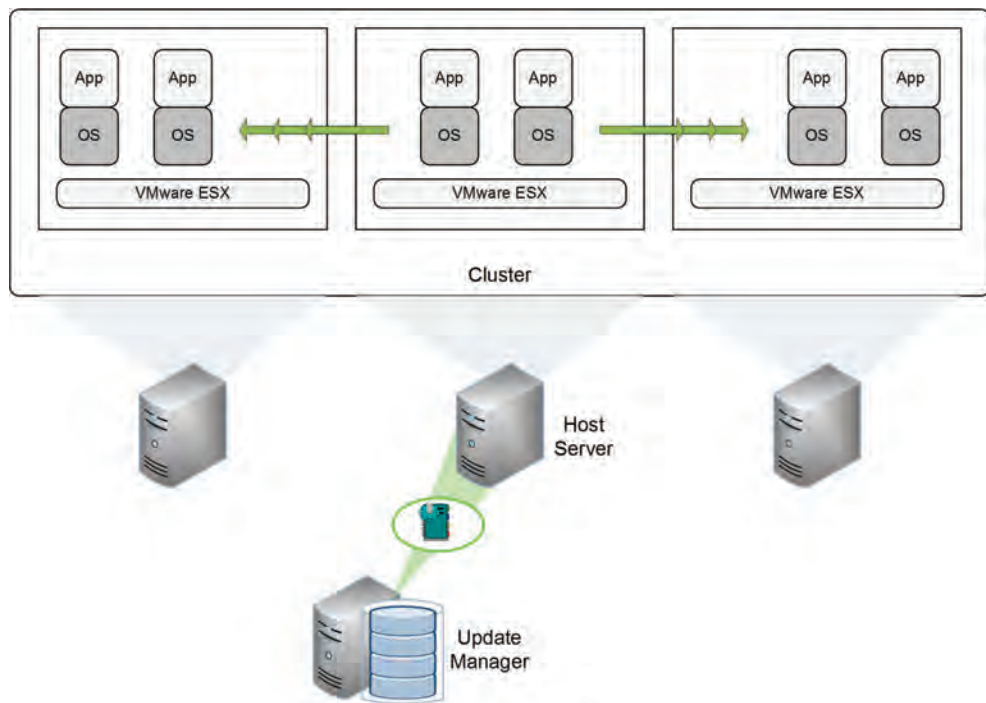 App App App App App App
OS OS OS OS OS OS
VMware ESX VMware ESX VMware ESX
Cluster
Host
Server
Update
Manager